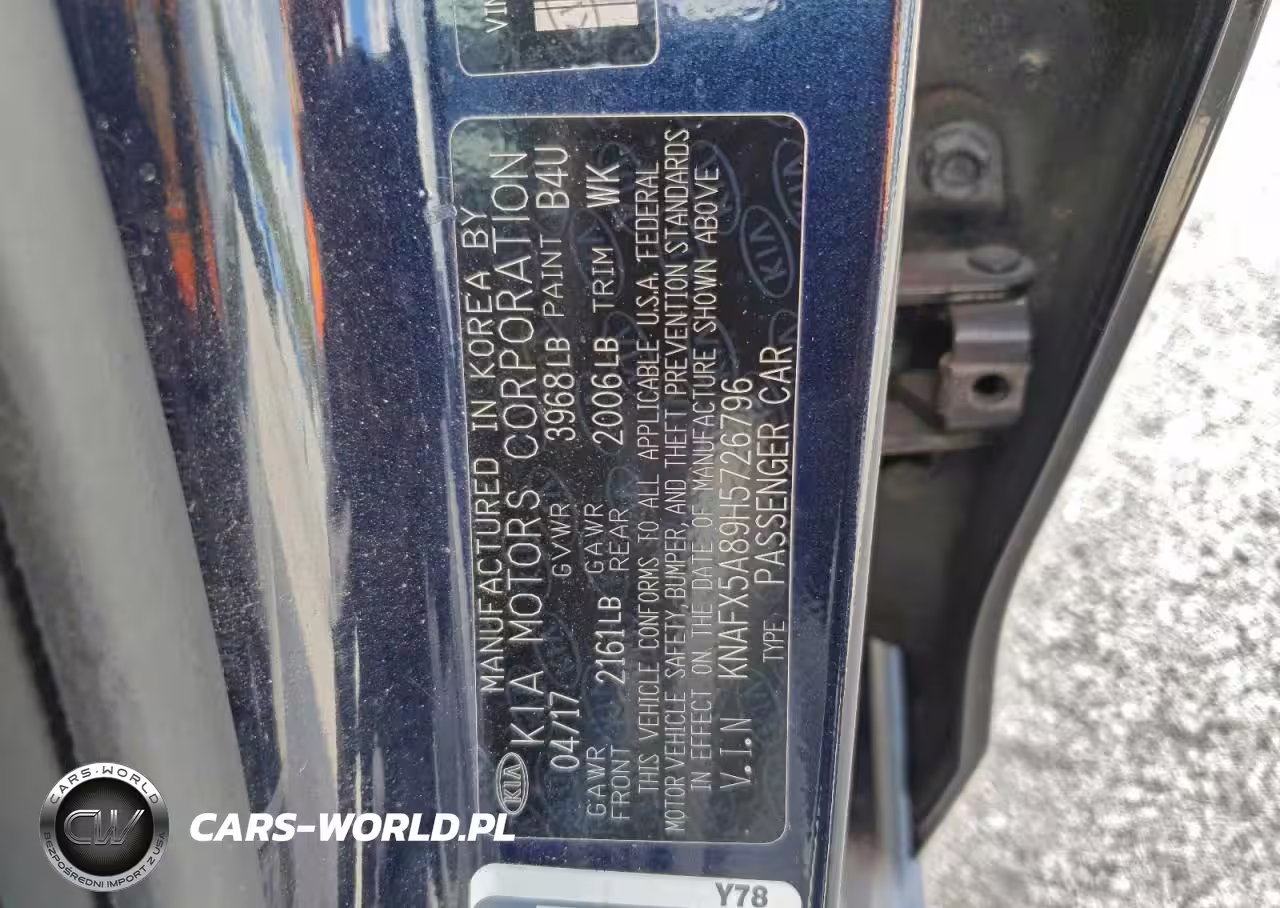 VIN
MANUFACTURED IN KOREA BY
KIA KIA MOTORS CORPORATION
04/17 GVWR 3968LB PAINT B4U
GAWR FRONT 2161LB GAWR REAR 2006LB TRIM WK
THIS VEHICLE CONFORMS TO ALL APPLICABLE U.S.A. FEDERAL
MOTOR VEHICLE SAFETY, BUMPER, AND THEFT PREVENTION STANDARDS
IN EFFECT ON THE DATE OF MANUFACTURE SHOWN ABOVE
V.I.N KNAFX5A89H5726796
TYPE PASSENGER CAR
Y78
CARS-WORLD
CW
BEZPOŚREDNI IMPORT Z USA
CARS-WORLD.PL